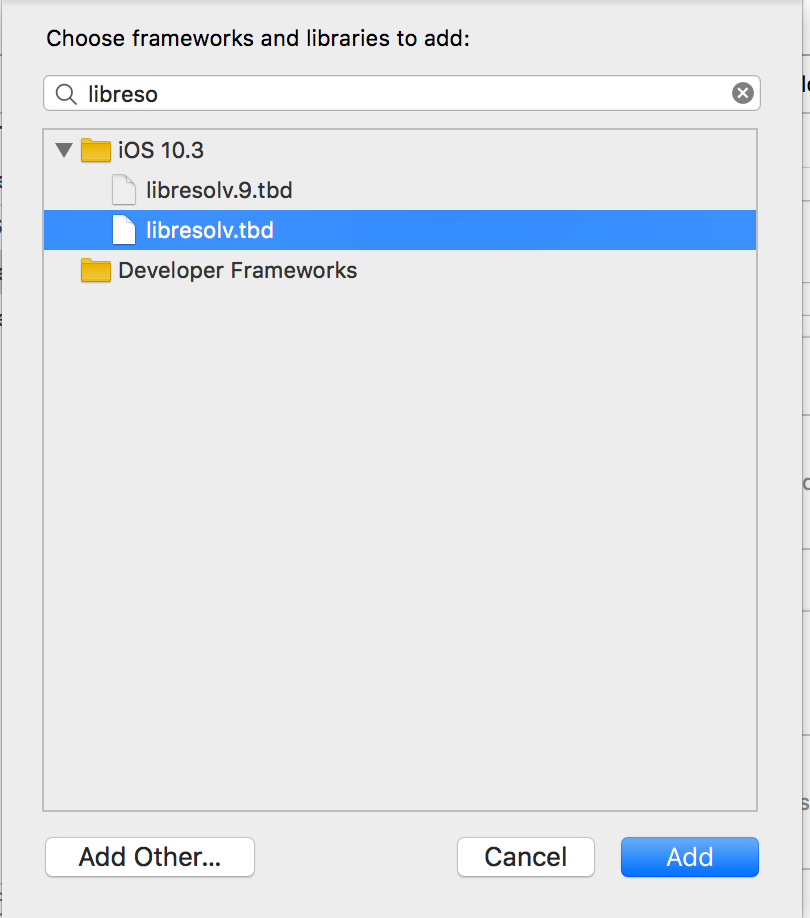 Choose frameworks and libraries to add:
libreso
iOS 10.3
libresolv.9.tbd
libresolv.tbd
Developer Frameworks
Add Other...
Cancel
Add